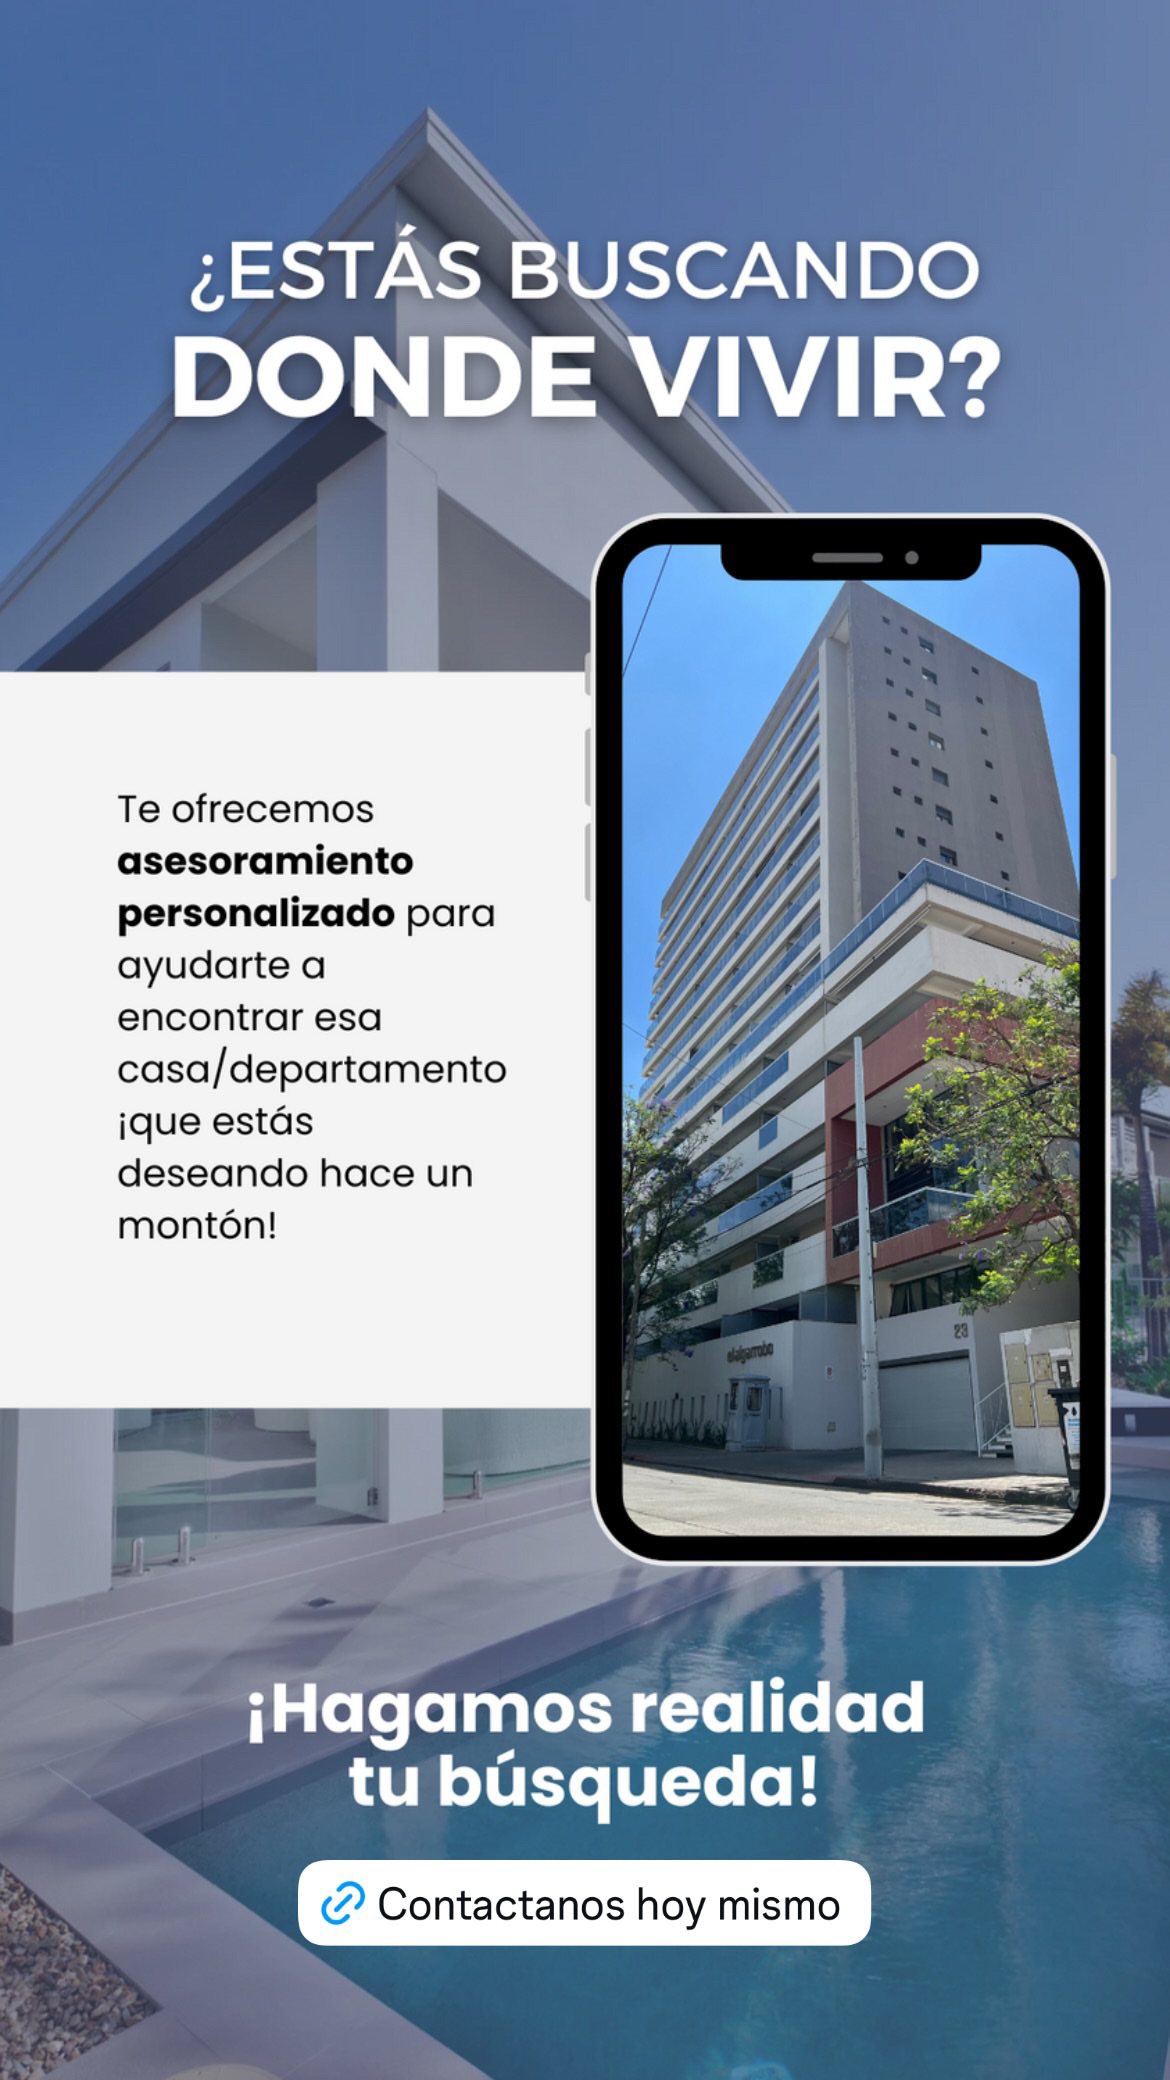 ¿ESTÁS BUSCANDO
DONDE VIVIR?
Te ofrecemos
asesoramiento
personalizado para
ayudarte a
encontrar esa
casa/departamento
¡que estás
deseando hace un
montón!
23
elalgarrobo
¡Hagamos realidad
tu búsqueda!
Contactanos hoy mismo